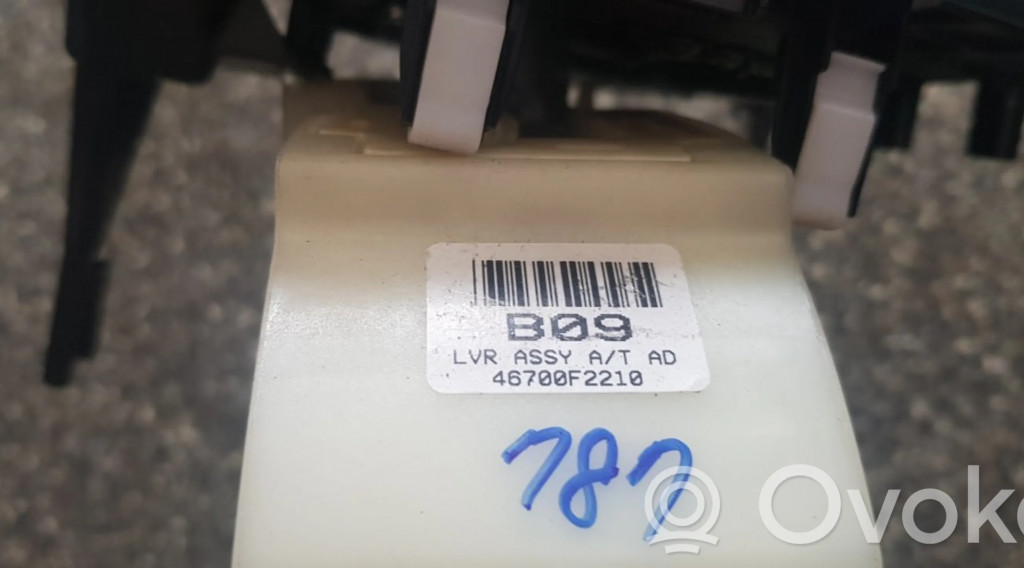 B09
LVR ASSY A/T AD
46700F2210
787
Ovoko